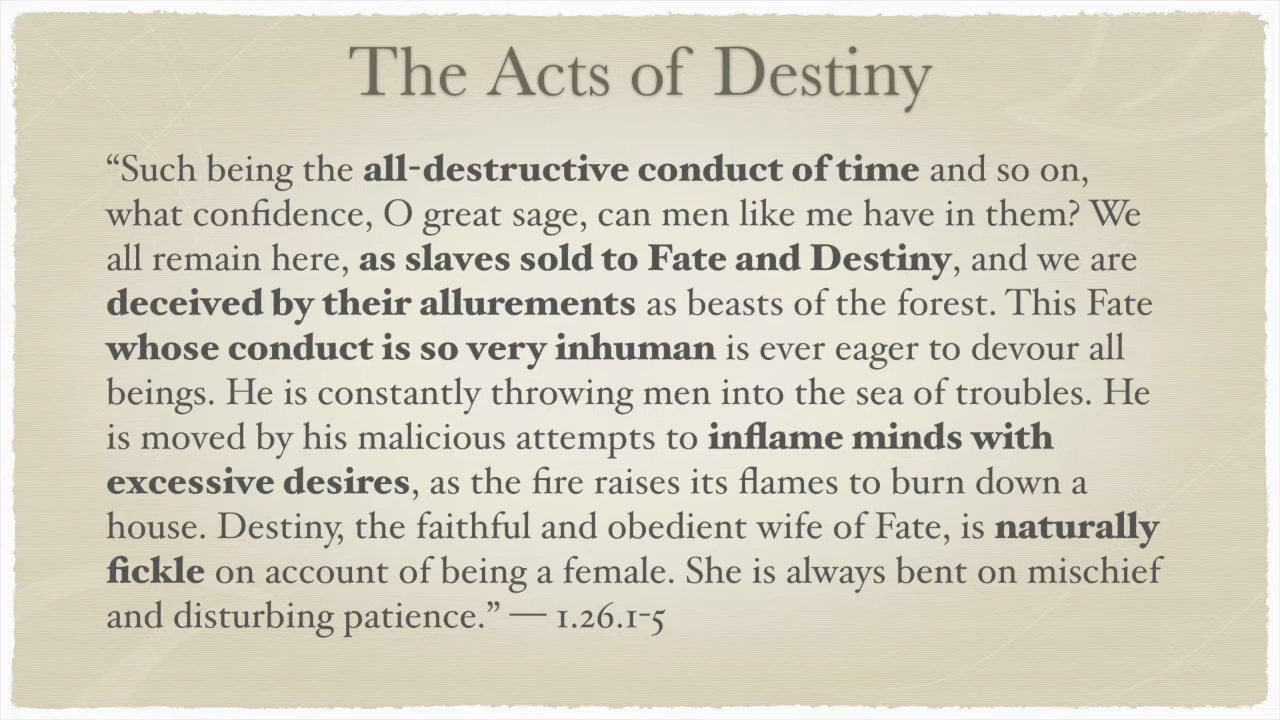 The Acts of Destiny
“Such being the all-destructive conduct of time and so on,
what confidence, O great sage, can men like me have in them? We
all remain here, as slaves sold to Fate and Destiny, and we are
deceived by their allurements as beasts of the forest. This Fate
whose conduct is so very inhuman is ever eager to devour all
beings. He is constantly throwing men into the sea of troubles. He
is moved by his malicious attempts to inflame minds with
excessive desires, as the fire raises its flames to burn down a
house. Destiny, the faithful and obedient wife of Fate, is naturally
fickle on account of being a female. She is always bent on mischief
and disturbing patience.” — 1.26.1-5